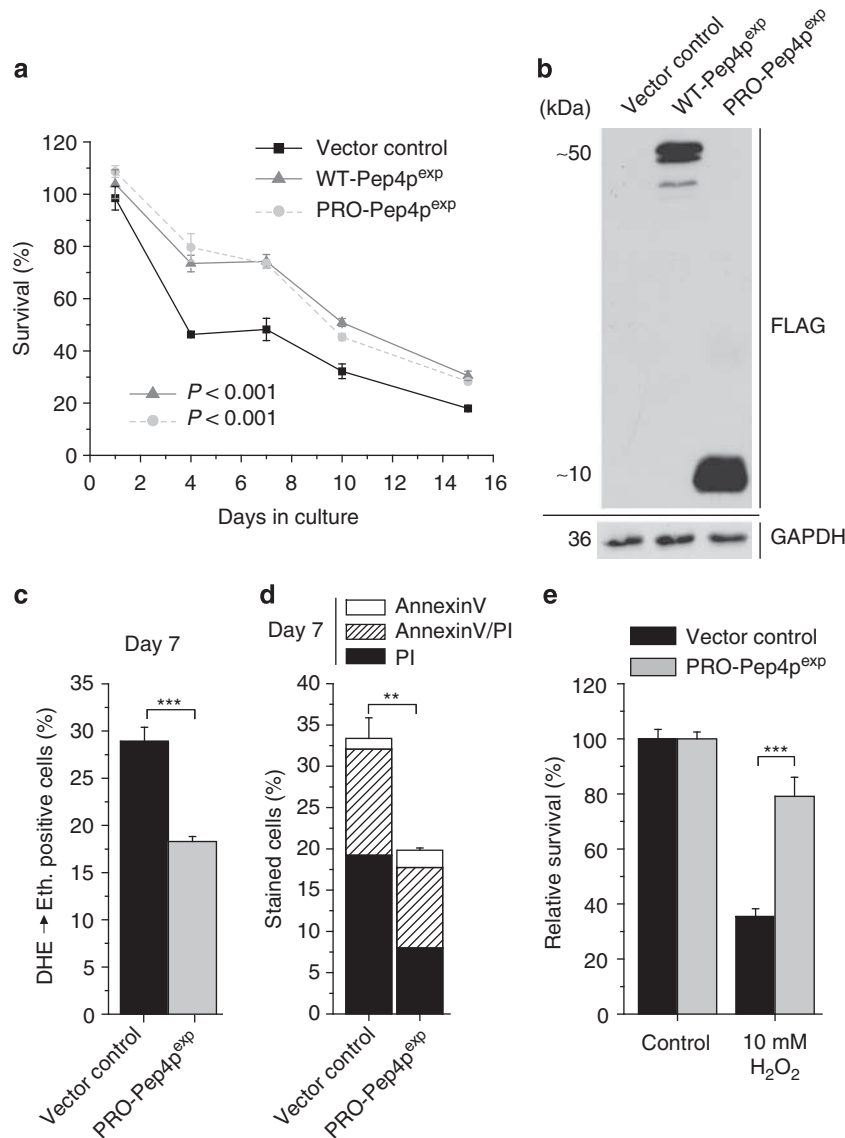 a
Survival (%)
120
100
80
60
40
20
0
0 2 4 6 8 10 12 14 16
Days in culture
Vector control
WT-Pep4p^exp
PRO-Pep4p^exp
P < 0.001
P < 0.001
b
(kDa)
Vector control
WT-Pep4p^exp
PRO-Pep4p^exp
~50
~10
FLAG
36
GAPDH
c
Day 7
DHE → Eth. positive cells (%)
35
30
25
20
15
10
5
0
***
Vector control
PRO-Pep4p^exp
d
Day 7
AnnexinV
AnnexinV/PI
PI
Stained cells (%)
40
35
30
25
20
15
10
5
0
**
Vector control
PRO-Pep4p^exp
e
Vector control
PRO-Pep4p^exp
Relative survival (%)
120
100
80
60
40
20
0
***
Control
10 mM
H₂O₂